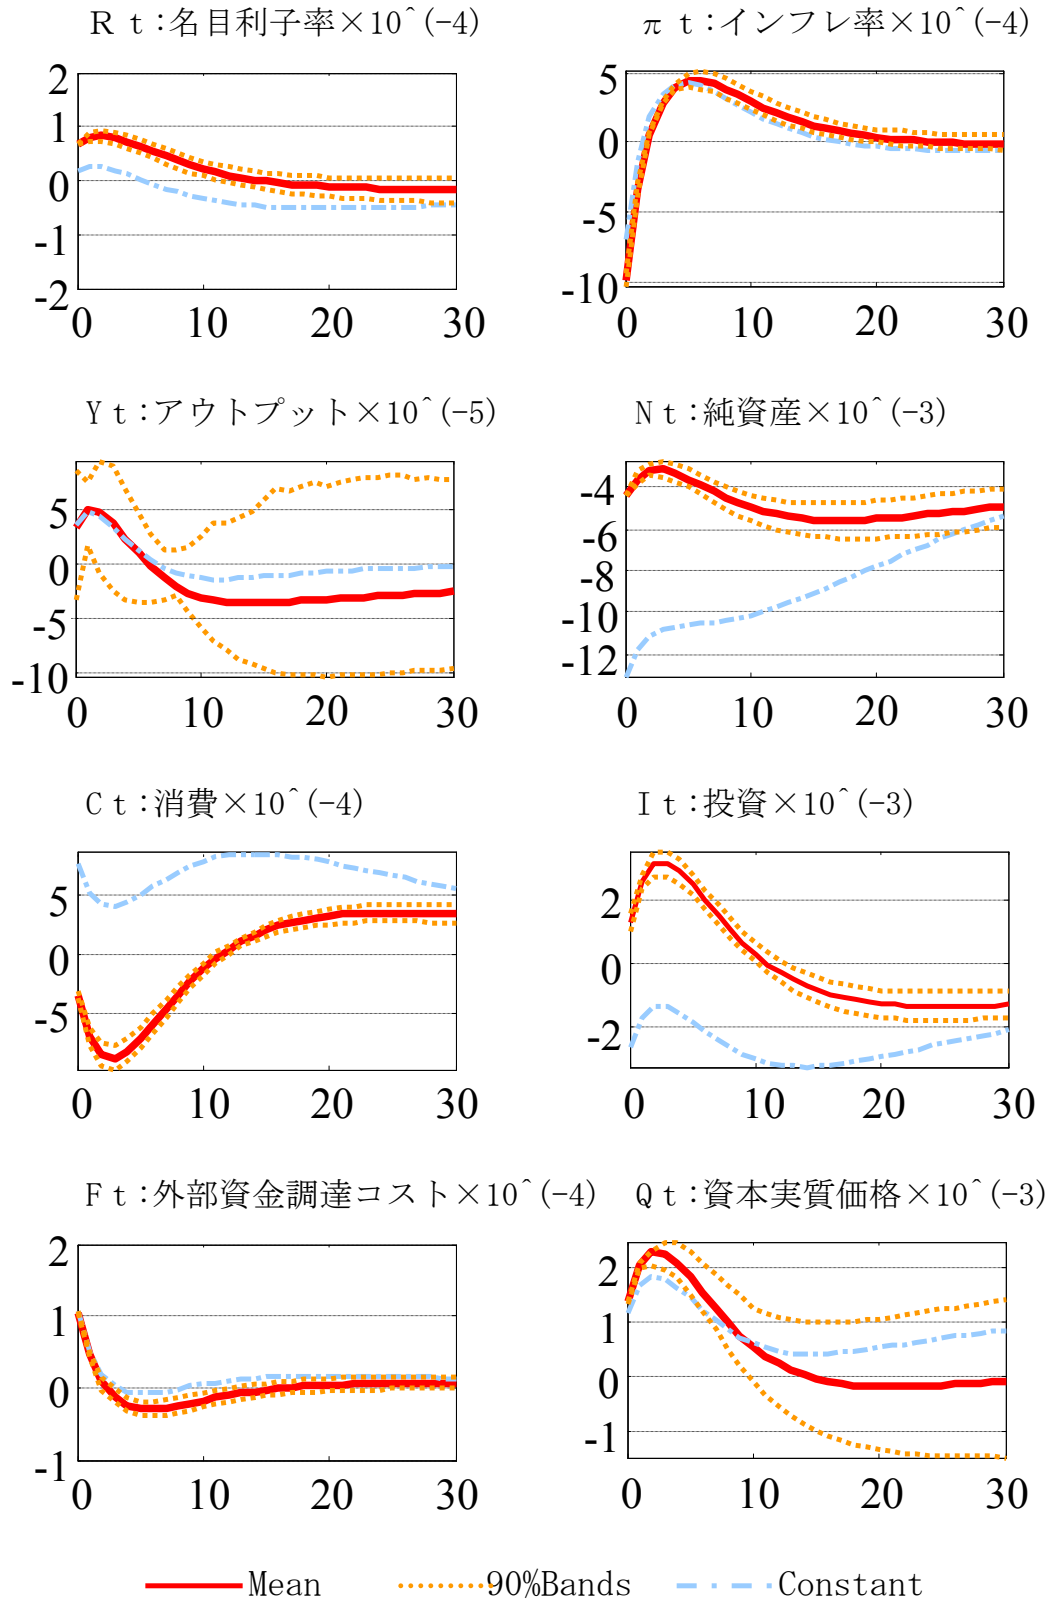 R t:名目利子率×10^(-4)
2
1
0
-1
-2
0 10 20 30
π t:インフレ率×10^(-4)
5
0
-5
-10
0 10 20 30
Y t:アウトプット×10^(-5)
5
0
-5
-10
0 10 20 30
N t:純資産×10^(-3)
-4
-6
-8
-10
-12
0 10 20 30
C t:消費×10^(-4)
5
0
-5
0 10 20 30
I t:投資×10^(-3)
2
0
-2
0 10 20 30
F t:外部資金調達コスト×10^(-4)
2
1
0
-1
0 10 20 30
Q t:資本実質価格×10^(-3)
2
1
0
-1
0 10 20 30
Mean 90%Bands Constant